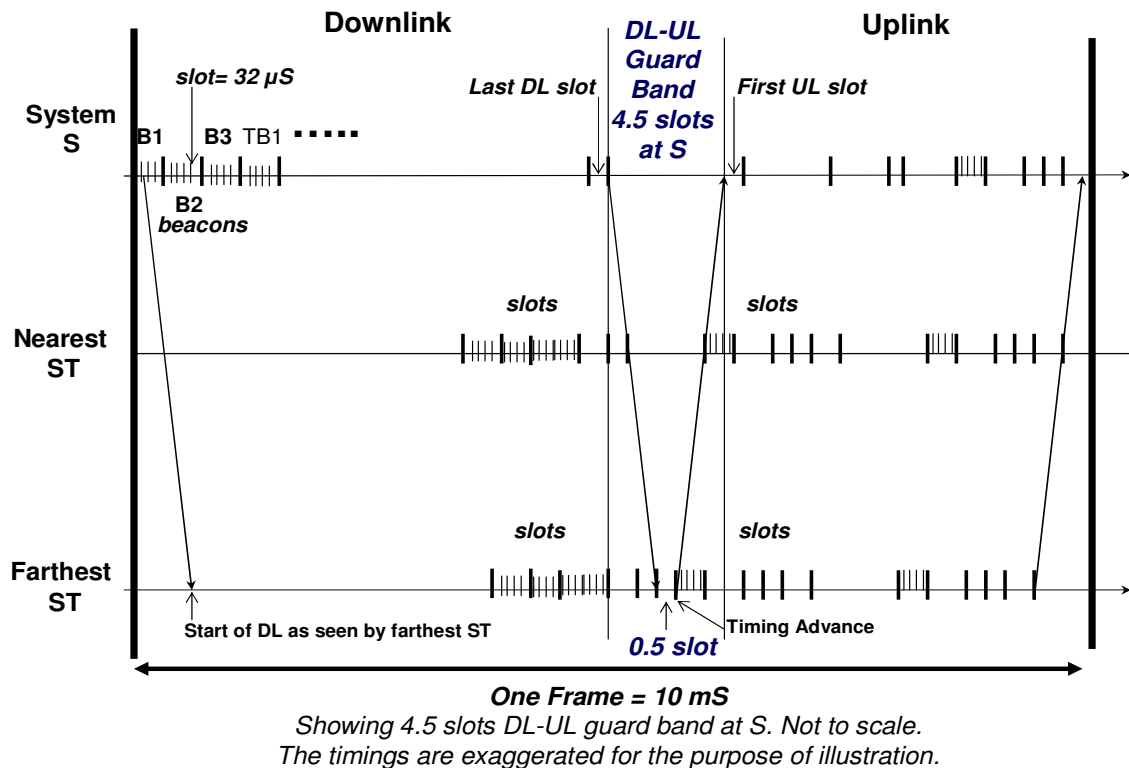 Downlink
DL-UL
Guard
Band
4.5 slots
at S
Uplink
slot= 32 µS
Last DL slot
First UL slot
System
S
B1
B3
TB1
B2
beacons
slots
slots
Nearest
ST
slots
slots
Farthest
ST
Start of DL as seen by farthest ST
Timing Advance
0.5 slot
One Frame = 10 mS
Showing 4.5 slots DL-UL guard band at S. Not to scale.
The timings are exaggerated for the purpose of illustration.